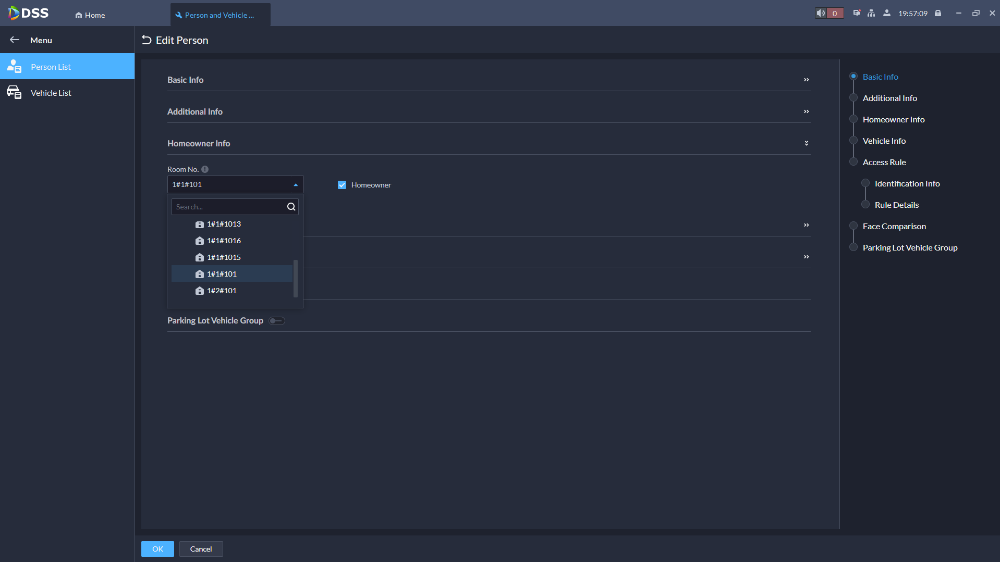 DSS
Home
Person and Vehicle ...
0
19:57:09
Menu
Edit Person
Person List
Vehicle List
Basic Info
Additional Info
Homeowner Info
Room No.
1#1#101
Homeowner
Search...
1#1#1013
1#1#1016
1#1#1015
1#1#101
1#2#101
Parking Lot Vehicle Group
Basic Info
Additional Info
Homeowner Info
Vehicle Info
Access Rule
Identification Info
Rule Details
Face Comparison
Parking Lot Vehicle Group
OK
Cancel